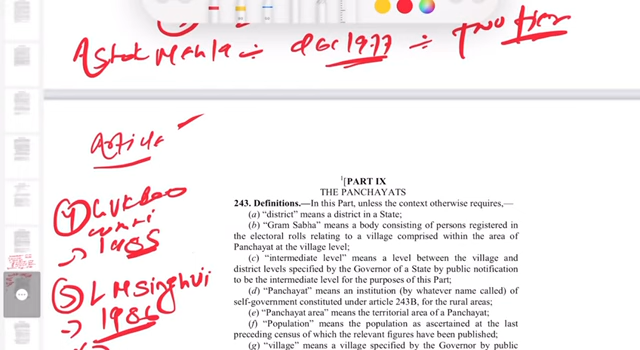 Ashok Mehta ÷ dec 1977 ÷ Two tier
Article
1[PART IX
THE PANCHAYATS
243. Definitions.—In this Part, unless the context otherwise requires,—
(a) “district” means a district in a State;
(b) “Gram Sabha” means a body consisting of persons registered in
the electoral rolls relating to a village comprised within the area of
Panchayat at the village level;
(c) “intermediate level” means a level between the village and
district levels specified by the Governor of a State by public notification
to be the intermediate level for the purposes of this Part;
(d) “Panchayat” means an institution (by whatever name called) of
self-government constituted under article 243B, for the rural areas;
(e) “Panchayat area” means the territorial area of a Panchayat;
(f) “Population” means the population as ascertained at the last
preceding census of which the relevant figures have been published;
(g) “village” means a village specified by the Governor by public
④ GVK Rao
→ 1985
⑤ L M Singhvi
→ 1986